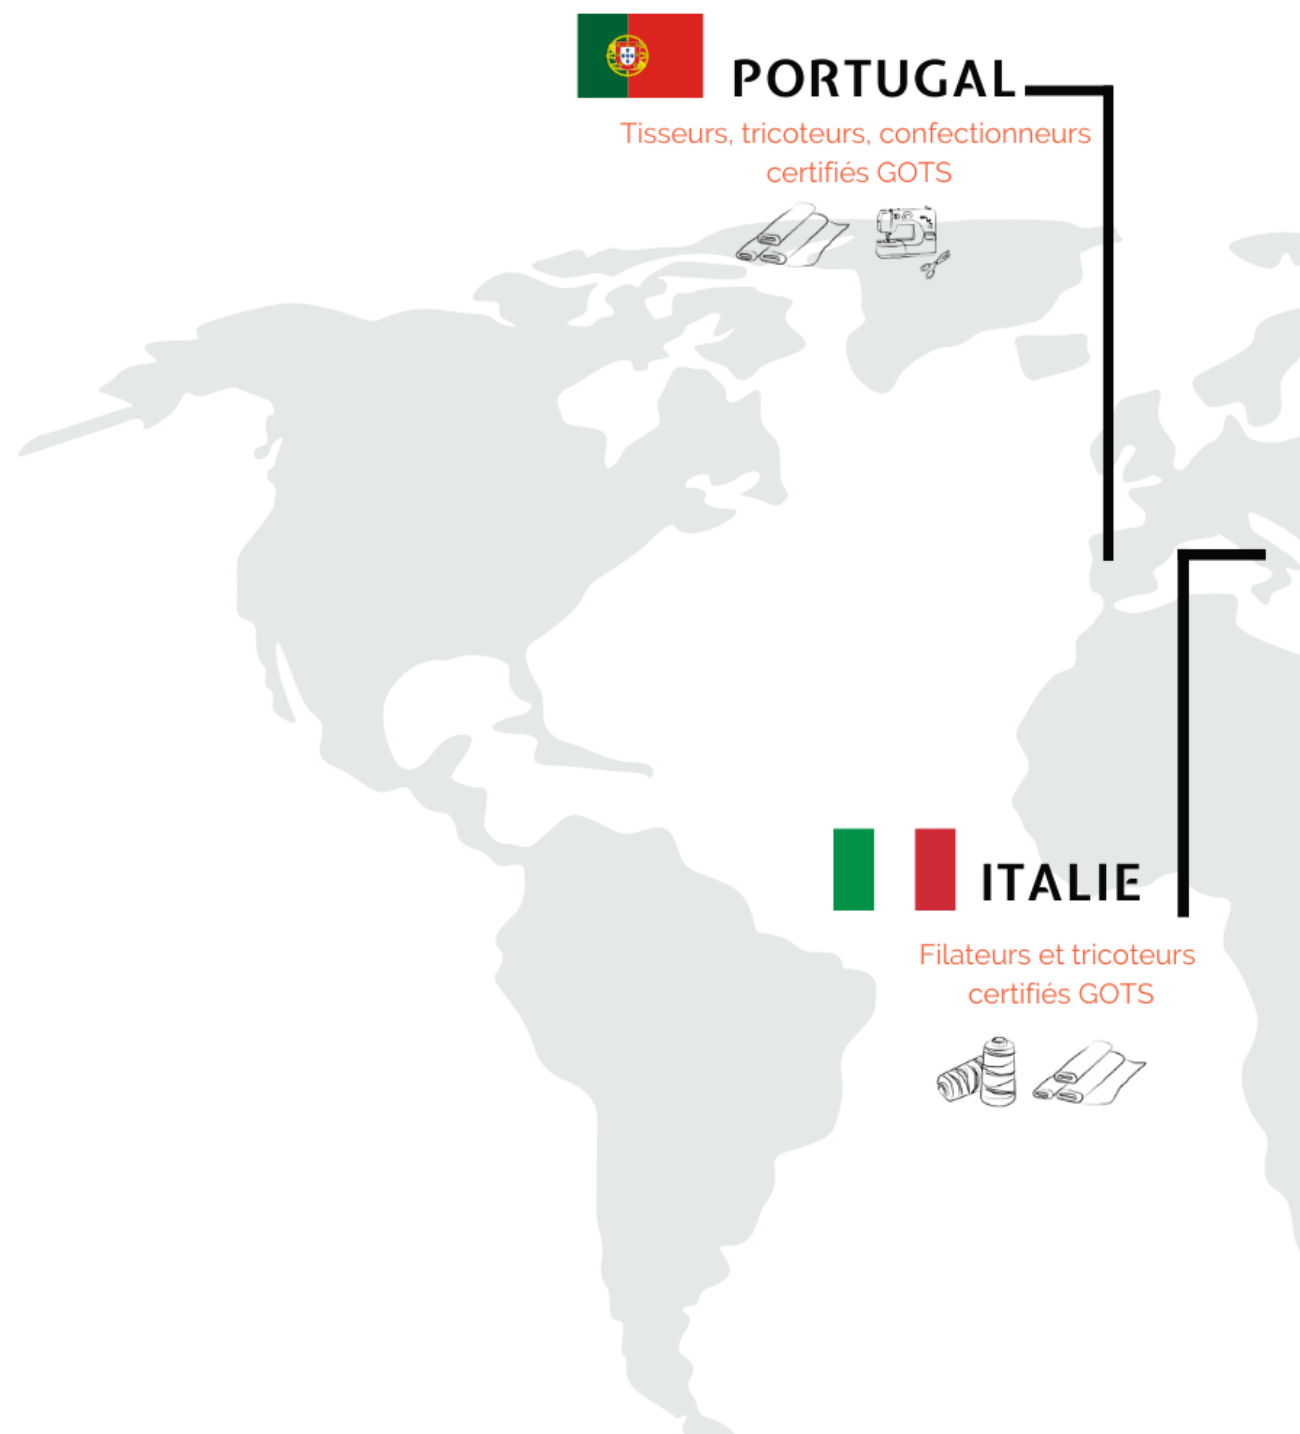 PORTUGAL
Tisseurs, tricoteurs, confectionneurs
certifiés GOTS
ITALIE
Filateurs et tricoteurs
certifiés GOTS